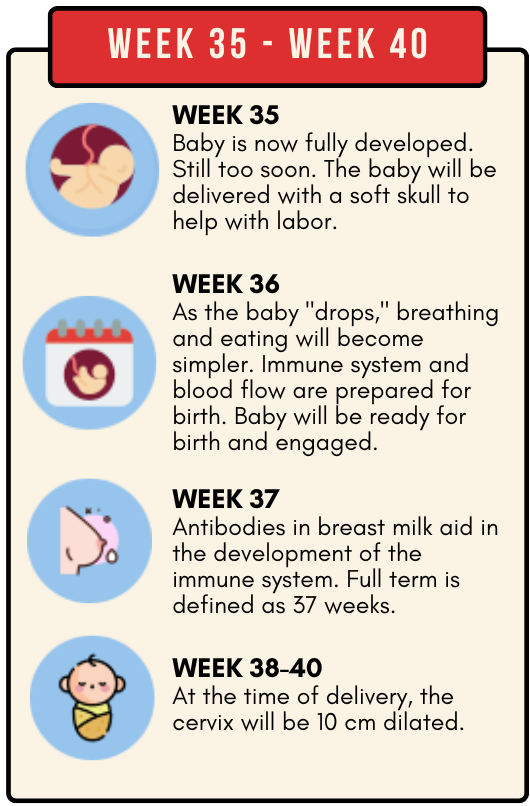 WEEK 35 - WEEK 40
WEEK 35
Baby is now fully developed.
Still too soon. The baby will be
delivered with a soft skull to
help with labor.
WEEK 36
As the baby "drops," breathing
and eating will become
simpler. Immune system and
blood flow are prepared for
birth. Baby will be ready for
birth and engaged.
WEEK 37
Antibodies in breast milk aid in
the development of the
immune system. Full term is
defined as 37 weeks.
WEEK 38-40
At the time of delivery, the
cervix will be 10 cm dilated.